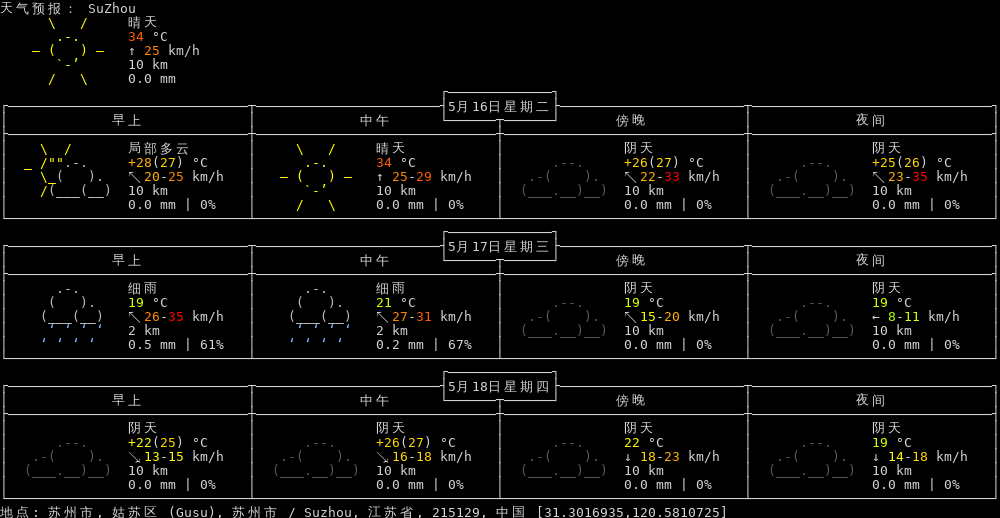 天气预报: SuZhou
晴天
34 °C
↑ 25 km/h
10 km
0.0 mm
5月16日星期二
早上 中午 傍晚 夜间
局部多云 晴天 阴天 阴天
+28(27) °C 34 °C +26(27) °C +25(26) °C
↖ 20-25 km/h ↑ 25-29 km/h ↖ 22-33 km/h ↖ 23-35 km/h
10 km 10 km 10 km 10 km
0.0 mm | 0% 0.0 mm | 0% 0.0 mm | 0% 0.0 mm | 0%
5月17日星期三
早上 中午 傍晚 夜间
细雨 细雨 阴天 阴天
19 °C 21 °C 19 °C 19 °C
↖ 26-35 km/h ↖ 27-31 km/h ↖ 15-20 km/h ← 8-11 km/h
2 km 2 km 10 km 10 km
0.5 mm | 61% 0.2 mm | 67% 0.0 mm | 0% 0.0 mm | 0%
5月18日星期四
早上 中午 傍晚 夜间
阴天 阴天 阴天 阴天
+22(25) °C +26(27) °C 22 °C 19 °C
↘ 13-15 km/h ↘ 16-18 km/h ↓ 18-23 km/h ↓ 14-18 km/h
10 km 10 km 10 km 10 km
0.0 mm | 0% 0.0 mm | 0% 0.0 mm | 0% 0.0 mm | 0%
地点: 苏州市, 姑苏区 (Gusu), 苏州市 / Suzhou, 江苏省, 215129, 中国 [31.3016935,120.5810725]